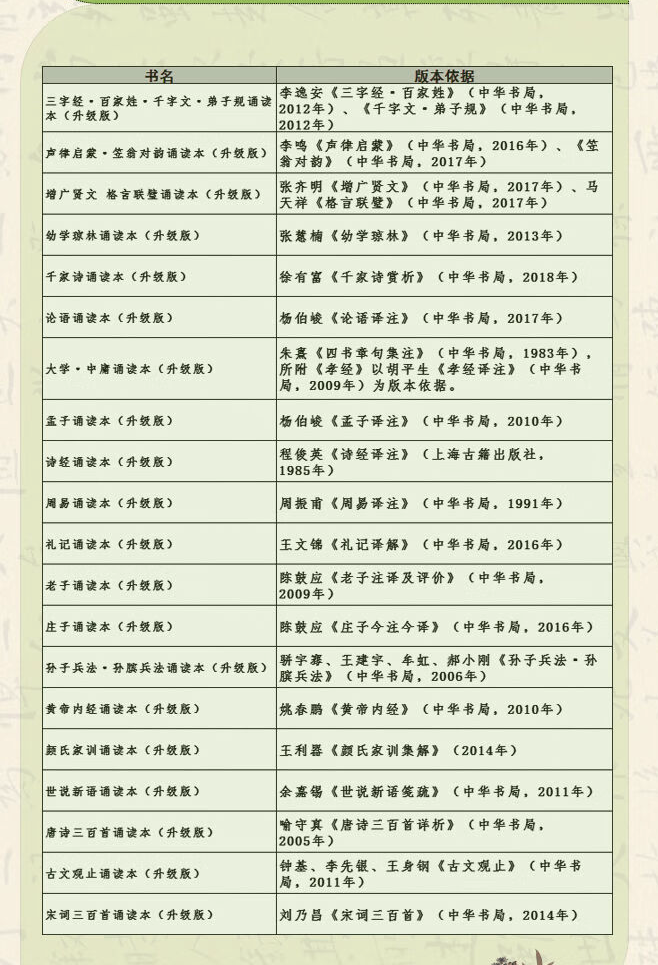 书名
版本依据
三字经·百家姓·千字文·弟子规诵读
本（升级版）
李逸安《三字经·百家姓》（中华书局，
2012年）、《千字文·弟子规》（中华书局，
2012年）
声律启蒙·笠翁对韵诵读本（升级版）
李鸣《声律启蒙》（中华书局，2016年）、《笠
翁对韵》（中华书局，2017年）
增广贤文 格言联璧诵读本（升级版）
张齐明《增广贤文》（中华书局，2017年）、马
天祥《格言联璧》（中华书局，2017年）
幼学琼林诵读本（升级版）
张慧楠《幼学琼林》（中华书局，2013年）
千家诗诵读本（升级版）
徐有富《千家诗赏析》（中华书局，2018年）
论语诵读本（升级版）
杨伯峻《论语译注》（中华书局，2017年）
大学·中庸诵读本（升级版）
朱熹《四书章句集注》（中华书局，1983年），
所附《孝经》以胡平生《孝经译注》（中华书
局，2009年）为版本依据。
孟子诵读本（升级版）
杨伯峻《孟子译注》（中华书局，2010年）
诗经诵读本（升级版）
程俊英《诗经译注》（上海古籍出版社，
1985年）
周易诵读本（升级版）
周振甫《周易译注》（中华书局，1991年）
礼记诵读本（升级版）
王文锦《礼记译解》（中华书局，2016年）
老子诵读本（升级版）
陈鼓应《老子注译及评价》（中华书局，
2009年）
庄子诵读本（升级版）
陈鼓应《庄子今注今译》（中华书局，2016年）
孙子兵法·孙膑兵法诵读本（升级版）
骈宇骞、王建宇、牟虹、郝小刚《孙子兵法·孙
膑兵法》（中华书局，2006年）
黄帝内经诵读本（升级版）
姚春鹏《黄帝内经》（中华书局，2010年）
颜氏家训诵读本（升级版）
王利器《颜氏家训集解》（2014年）
世说新语诵读本（升级版）
余嘉锡《世说新语笺疏》（中华书局，2011年）
唐诗三百首诵读本（升级版）
喻守真《唐诗三百首详析》（中华书局，
2005年）
古文观止诵读本（升级版）
钟基、李先银、王身钢《古文观止》（中华书
局，2011年）
宋词三百首诵读本（升级版）
刘乃昌《宋词三百首》（中华书局，2014年）